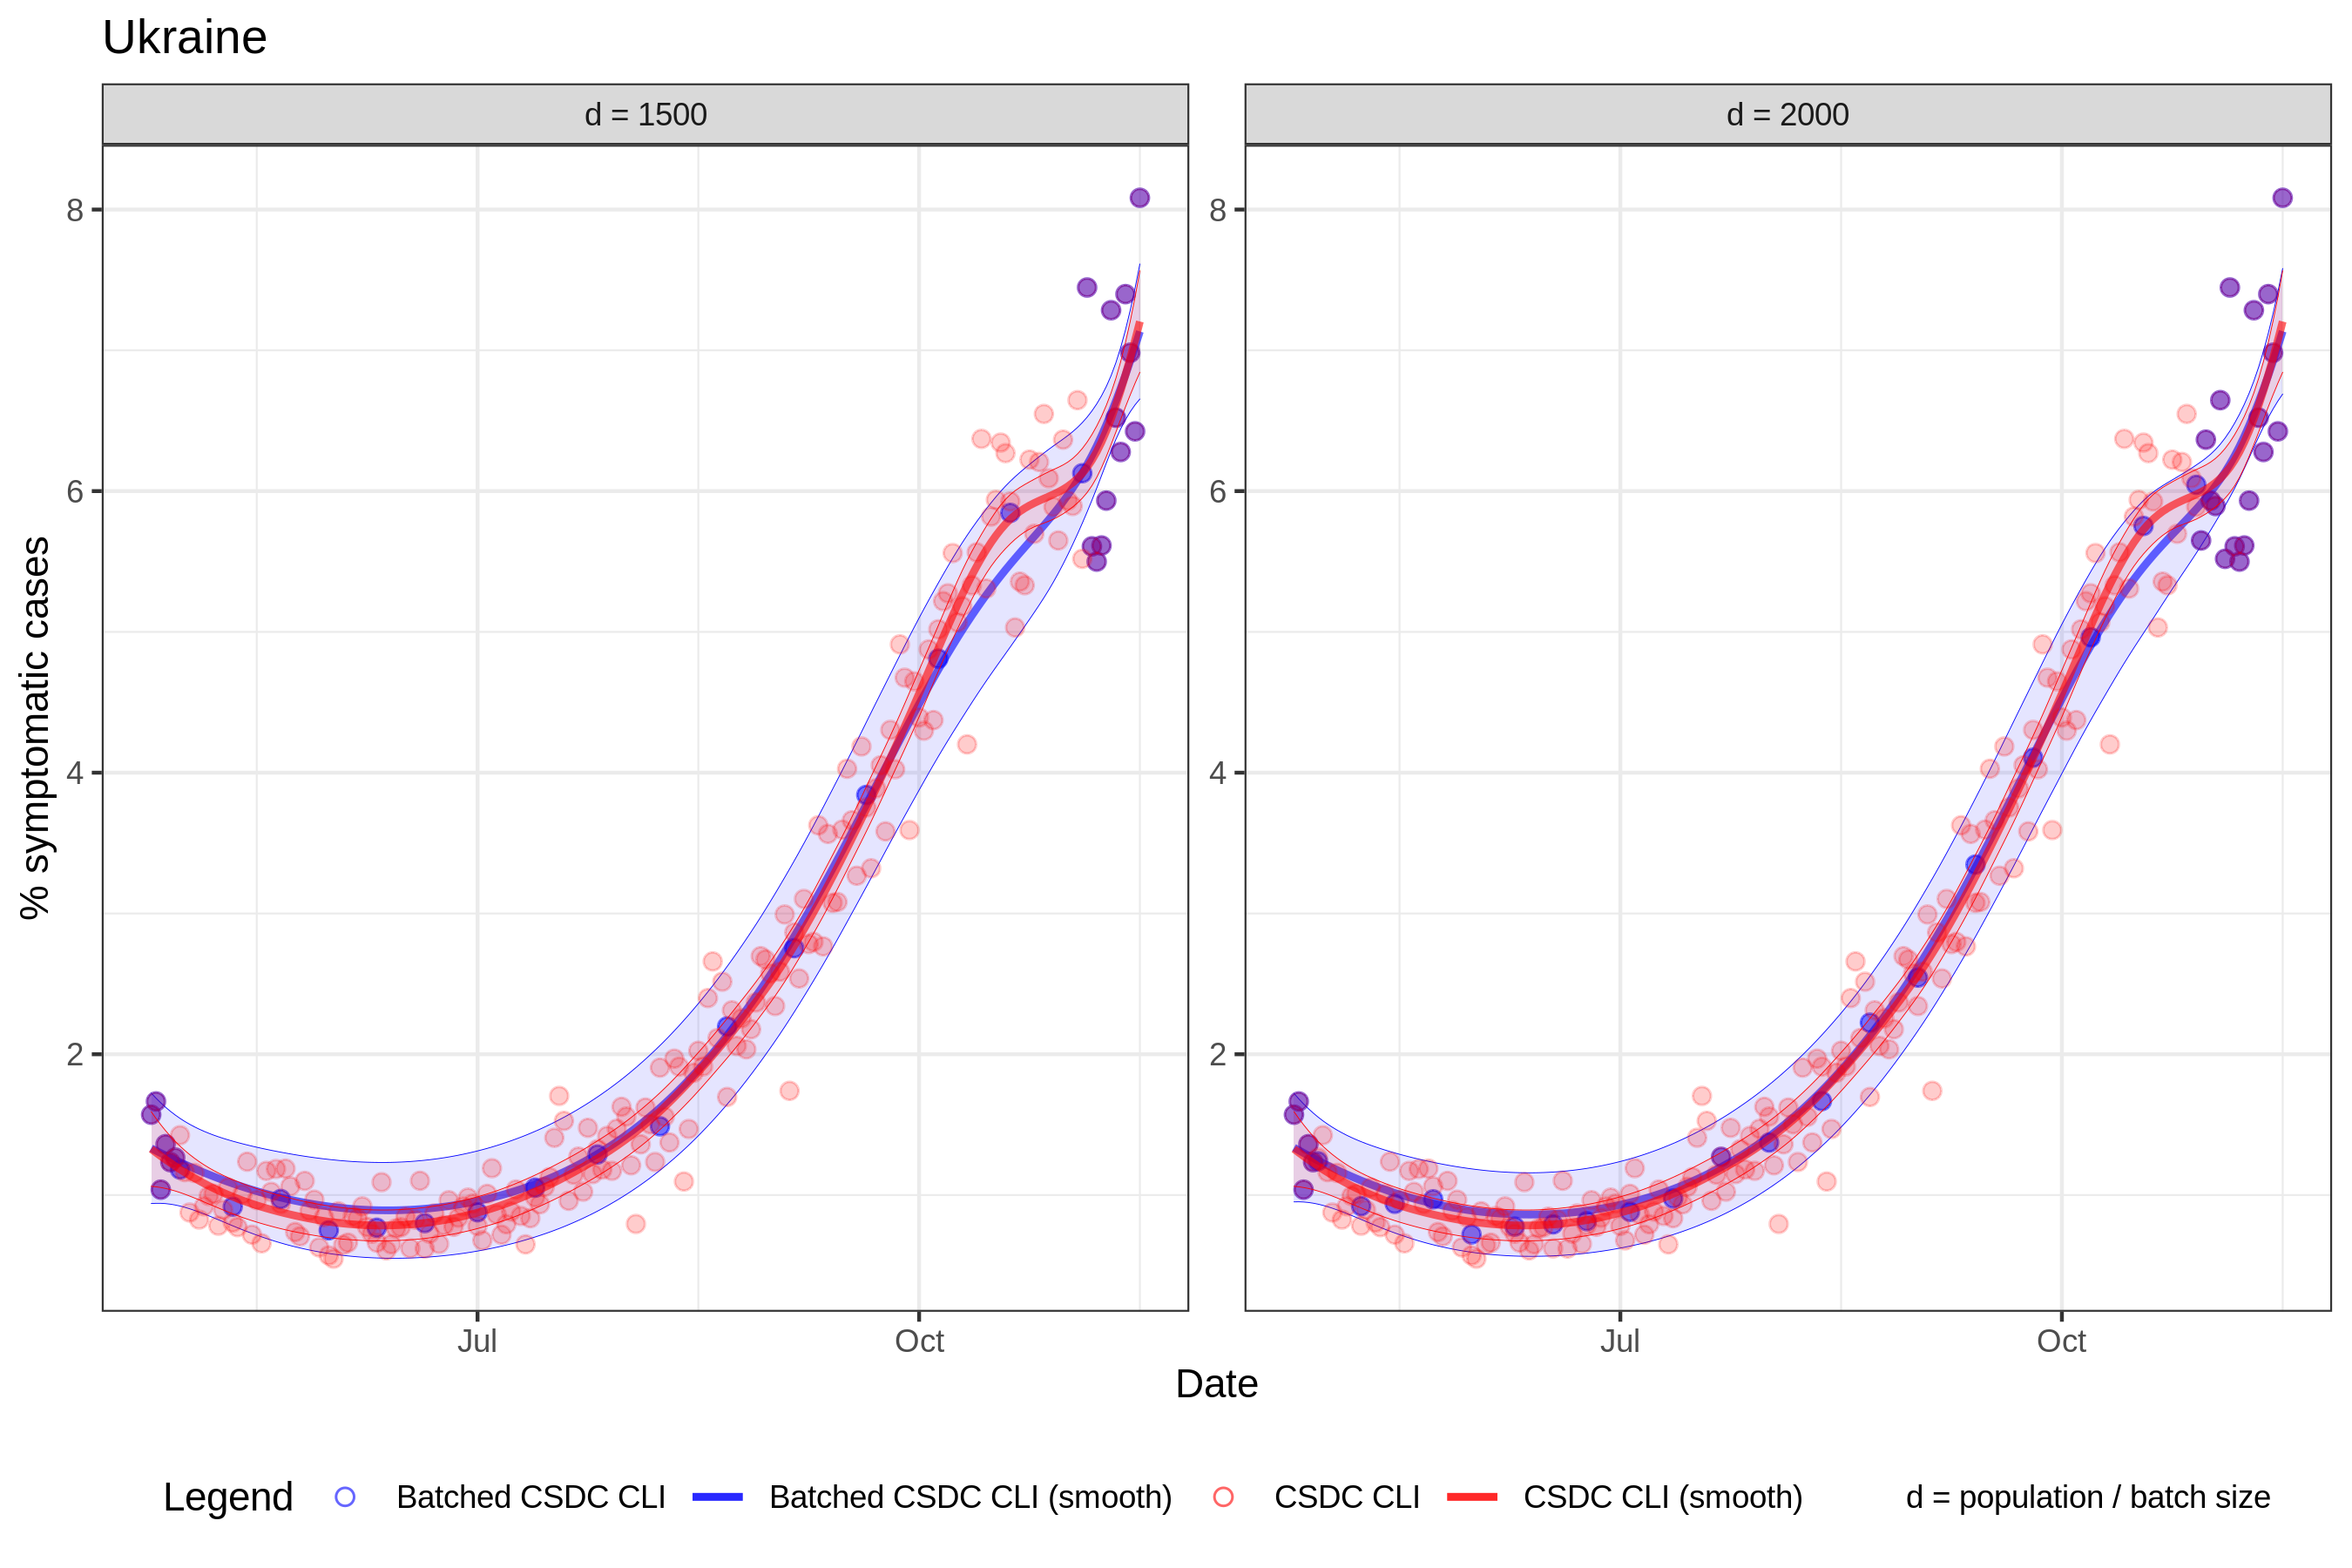 Ukraine
d = 1500
d = 2000
% symptomatic cases
8
6
4
2
8
6
4
2
Jul
Oct
Jul
Oct
Date
Legend
Batched CSDC CLI
Batched CSDC CLI (smooth)
CSDC CLI
CSDC CLI (smooth)
d = population / batch size